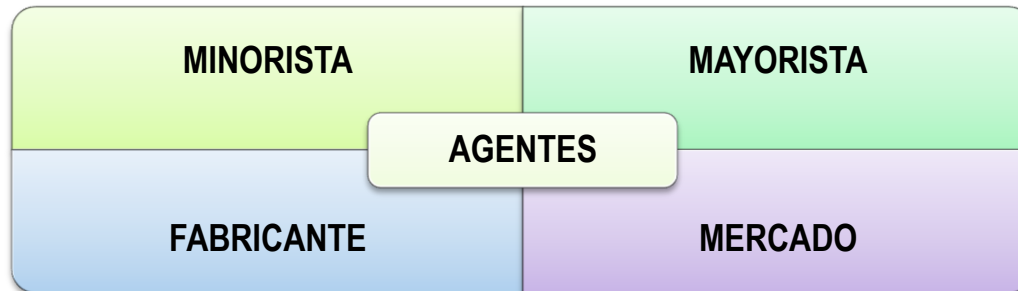 MINORISTA
MAYORISTA
AGENTES
FABRICANTE
MERCADO